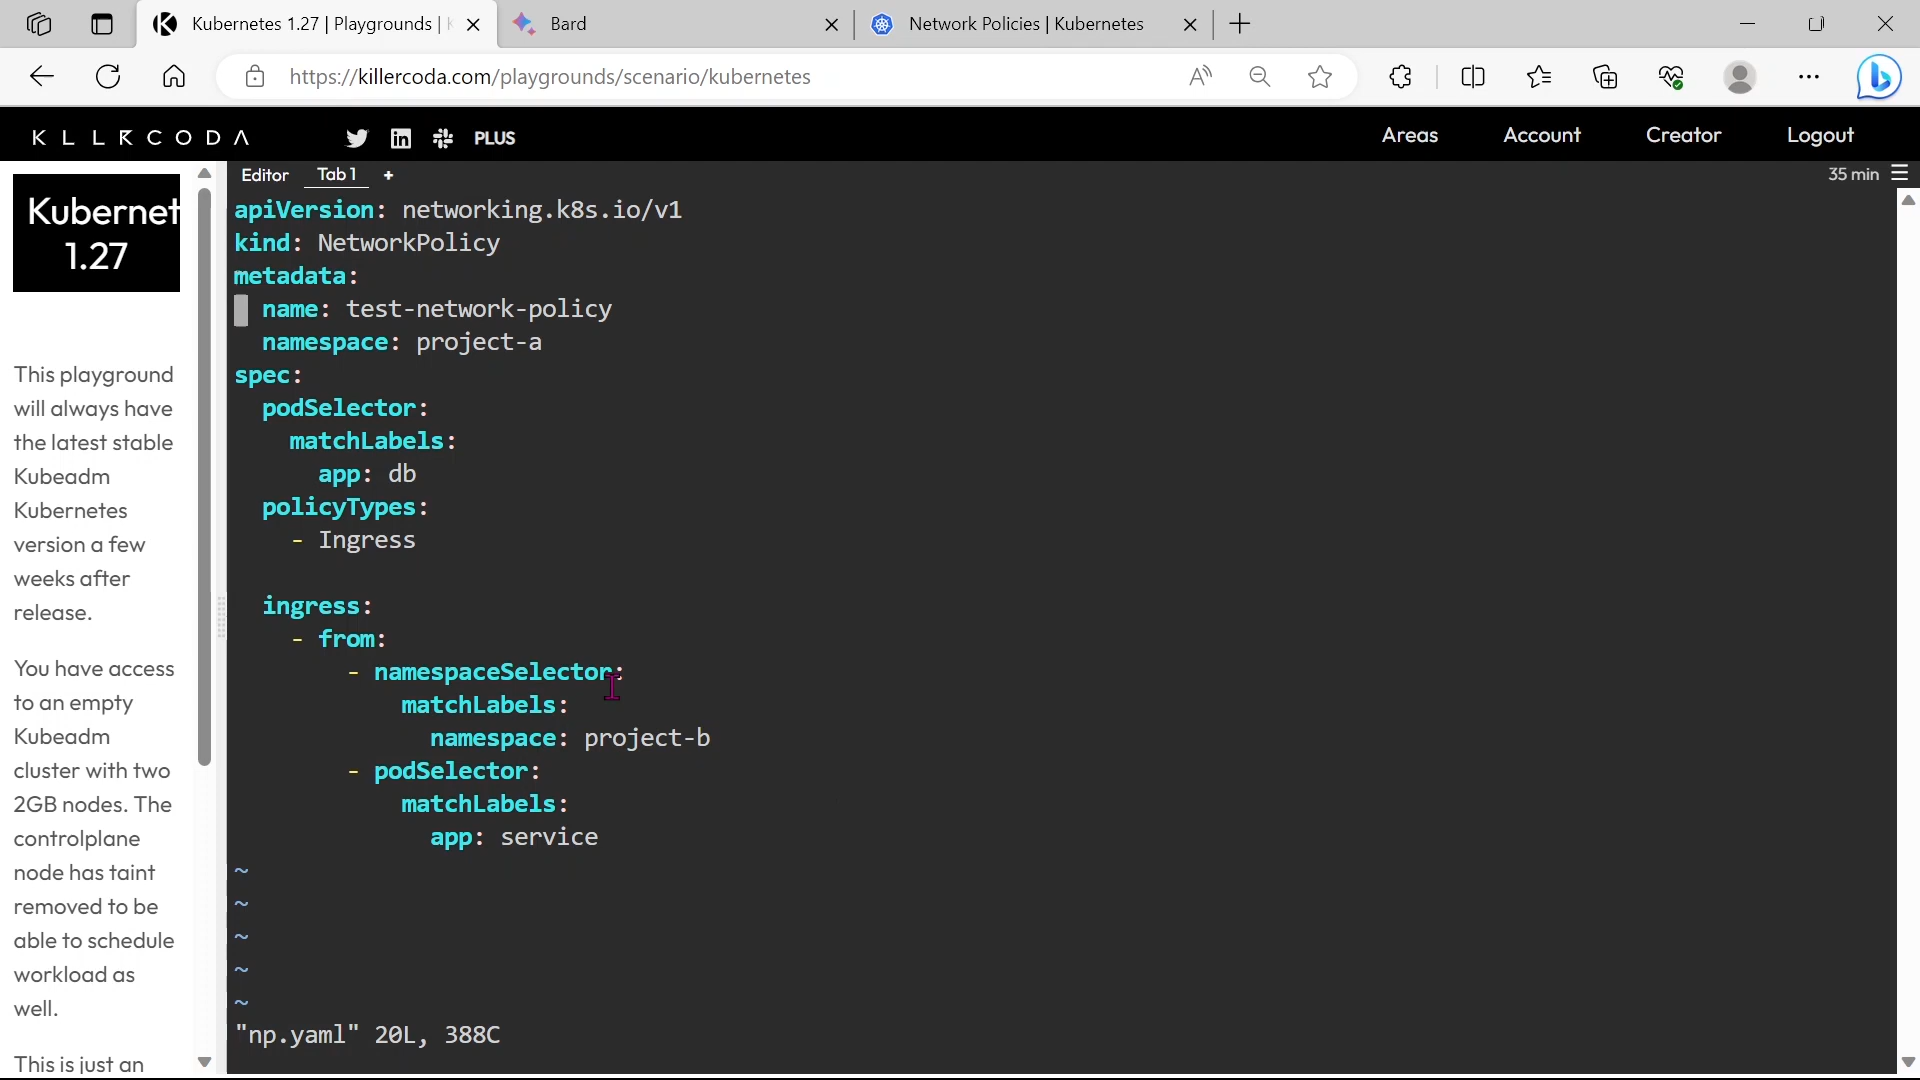 Kubernetes 1.27 | Playgrounds |
Bard
Network Policies | Kubernetes
https://killercoda.com/playgrounds/scenario/kubernetes
KLLRCODA
PLUS
Areas
Account
Creator
Logout
Editor
Tab 1
+
35 min
Kubernet
1.27
This playground
will always have
the latest stable
Kubeadm
Kubernetes
version a few
weeks after
release.
You have access
to an empty
Kubeadm
cluster with two
2GB nodes. The
controlplane
node has taint
removed to be
able to schedule
workload as
well.
This is just an
apiVersion: networking.k8s.io/v1
kind: NetworkPolicy
metadata:
  name: test-network-policy
  namespace: project-a
spec:
  podSelector:
    matchLabels:
      app: db
  policyTypes:
    - Ingress
  ingress:
    - from:
        - namespaceSelector:
            matchLabels:
              namespace: project-b
        - podSelector:
            matchLabels:
              app: service
~
~
~
~
~
"np.yaml" 20L, 388C